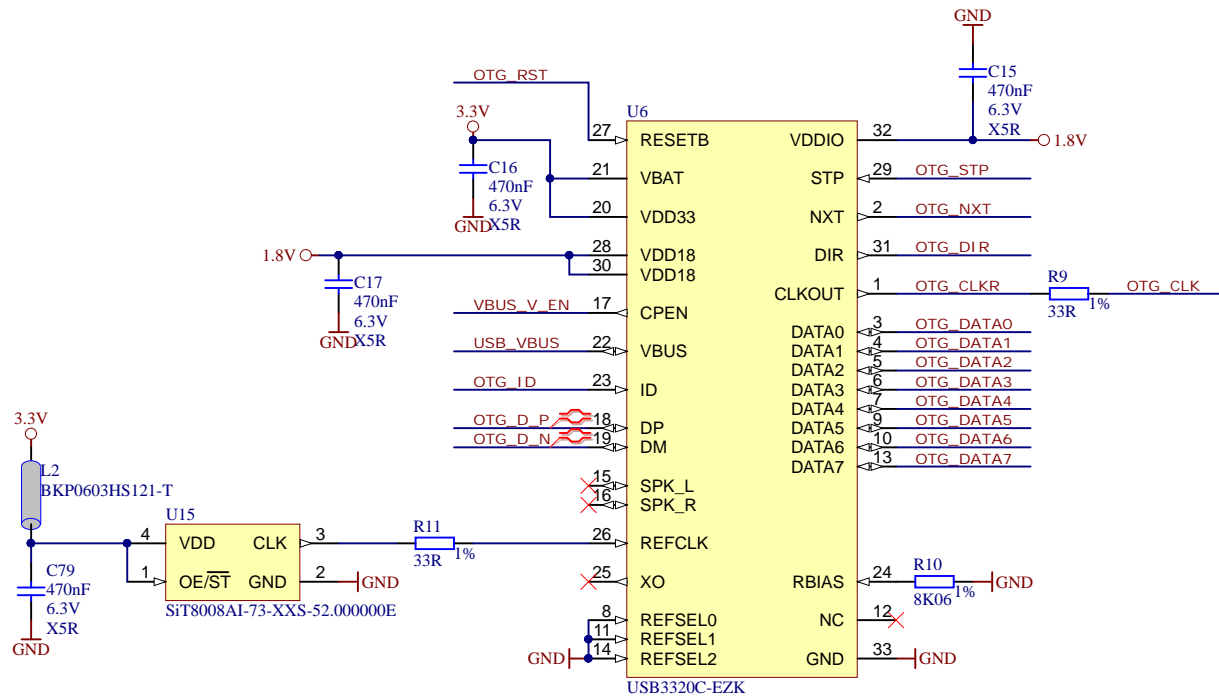 GND
C15
470nF
6.3V
X5R
OTG_RST
U6
3.3V
27 RESETB VDDIO 32 1.8V
C16
470nF
6.3V
X5R
GND
21 VBAT STP 29 OTG_STP
20 VDD33 NXT 2 OTG_NXT
1.8V 28 VDD18 DIR 31 OTG_DIR
30 VDD18
C17
470nF
6.3V
X5R
GND
CLKOUT 1 OTG_CLKR R9 OTG_CLK
33R 1%
VBUS_V_EN 17 CPEN
DATA0 3 OTG_DATA0
USB_VBUS 22 VBUS DATA1 4 OTG_DATA1
DATA2 5 OTG_DATA2
OTG_ID 23 ID DATA3 6 OTG_DATA3
DATA4 7 OTG_DATA4
OTG_D_P 18 DP DATA5 9 OTG_DATA5
OTG_D_N 19 DM DATA6 10 OTG_DATA6
DATA7 13 OTG_DATA7
3.3V
L2
BKP0603HS121-T
15 SPK_L
16 SPK_R
U15
4 VDD CLK 3 R11 26 REFCLK
33R 1%
1 OE/ST GND 2 GND
SiT8008AI-73-XXS-52.000000E
C79
470nF
6.3V
X5R
GND
25 XO RBIAS 24 R10 GND
8K06 1%
8 REFSEL0 NC 12
11 REFSEL1
GND 14 REFSEL2 GND 33 GND
USB3320C-EZK